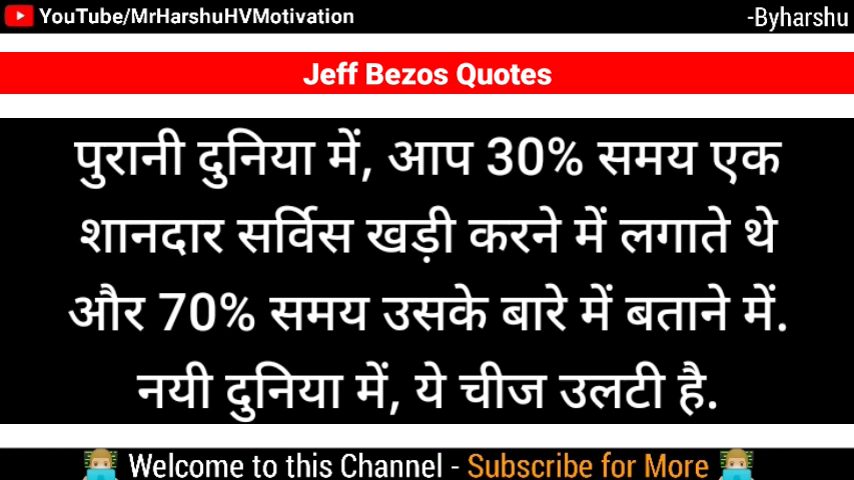 YouTube/MrHarshuHVMotivation
-Byharshu
Jeff Bezos Quotes
पुरानी दुनिया में, आप 30% समय एक
शानदार सर्विस खड़ी करने में लगाते थे
और 70% समय उसके बारे में बताने में.
नयी दुनिया में, ये चीज उलटी है.
Welcome to this Channel - Subscribe for More